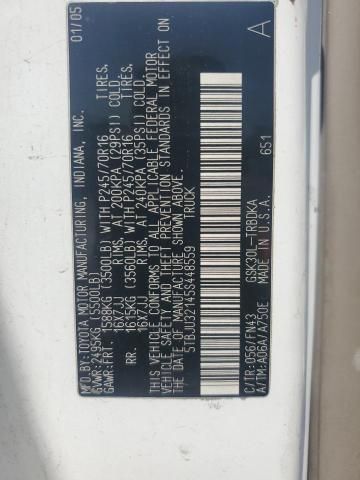 MFD BY: TOYOTA MOTOR MANUFACTURING, INDIANA, INC. 01/05
GVWR: 2495KG (5500LB)
GAWR: FRT. 1588KG (3500LB) WITH P245/70R16 TIRES.
16X7JJ RIMS. AT 200KPA (29PSI) COLD.
RR. 1615KG (3560LB) WITH P245/70R16 TIRES.
16X7JJ RIMS. AT 240KPA (35PSI) COLD.
THIS VEHICLE CONFORMS TO ALL APPLICABLE FEDERAL MOTOR
VEHICLE SAFETY AND THEFT PREVENTION STANDARDS IN EFFECT ON
THE DATE OF MANUFACTURE SHOWN ABOVE.
5TBJU32145S448559 TRUCK
651
C/TR: 056/FN43 GSK30L-TRBDKA A
A/TM: A06A/A750E MADE IN U.S.A.